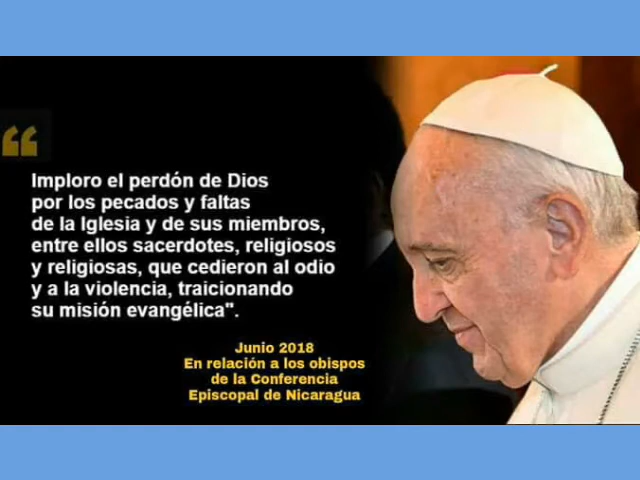 “
Imploro el perdón de Dios
por los pecados y faltas
de la Iglesia y de sus miembros,
entre ellos sacerdotes, religiosos
y religiosas, que cedieron al odio
y a la violencia, traicionando
su misión evangélica".
Junio 2018
En relación a los obispos
de la Conferencia
Episcopal de Nicaragua